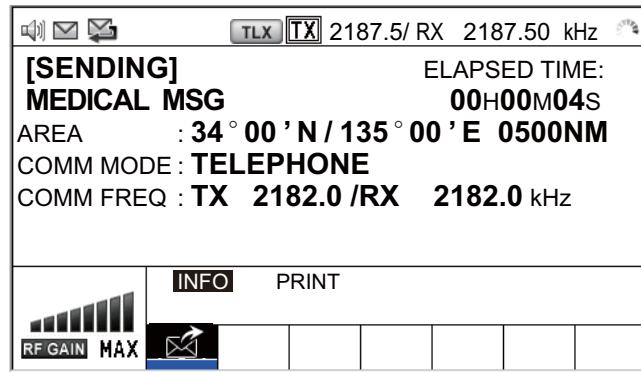 TLX TX 2187.5/ RX 2187.50 kHz
[SENDING] ELAPSED TIME:
MEDICAL MSG 00H00M04S
AREA : 34°00’N / 135°00’E 0500NM
COMM MODE : TELEPHONE
COMM FREQ : TX 2182.0 /RX 2182.0 kHz
INFO PRINT
RF GAIN MAX